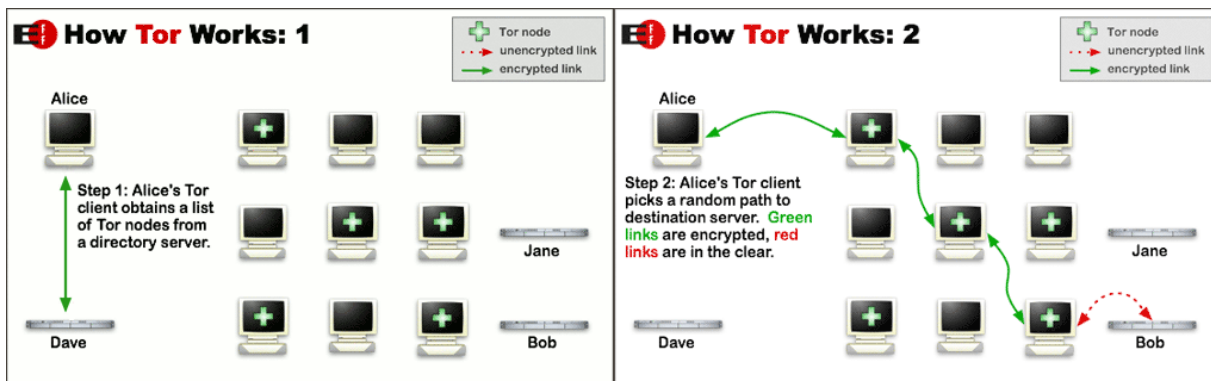 EFF How Tor Works: 1
Tor node
unencrypted link
encrypted link
Alice
Step 1: Alice's Tor
client obtains a list
of Tor nodes from
a directory server.
Jane
Dave
Bob
EFF How Tor Works: 2
Tor node
unencrypted link
encrypted link
Alice
Step 2: Alice's Tor client
picks a random path to
destination server. Green
links are encrypted, red
links are in the clear.
Jane
Dave
Bob